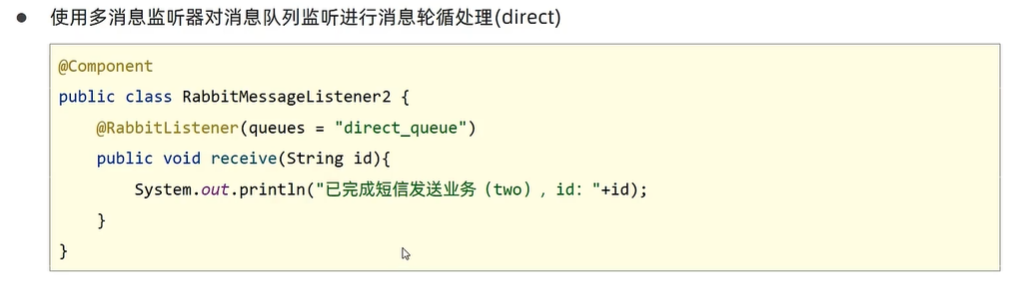 ● 使用多消息监听器对消息队列监听进行消息轮循处理(direct)
@Component
public class RabbitMessageListener2 {
    @RabbitListener(queues = "direct_queue")
    public void receive(String id){
        System.out.println("已完成短信发送业务（two），id："+id);
    }
}